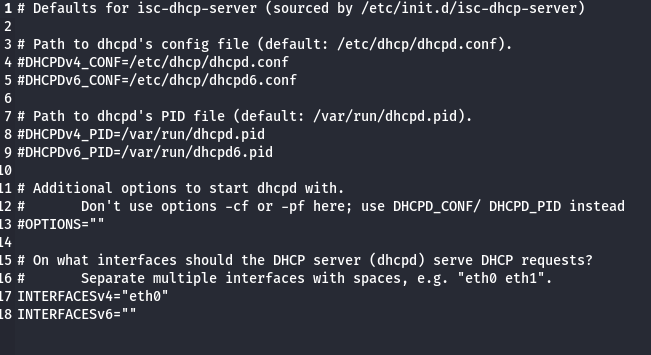 1 # Defaults for isc-dhcp-server (sourced by /etc/init.d/isc-dhcp-server)
2
3 # Path to dhcpd's config file (default: /etc/dhcp/dhcpd.conf).
4 #DHCPDv4_CONF=/etc/dhcp/dhcpd.conf
5 #DHCPDv6_CONF=/etc/dhcp/dhcpd6.conf
6
7 # Path to dhcpd's PID file (default: /var/run/dhcpd.pid).
8 #DHCPDv4_PID=/var/run/dhcpd.pid
9 #DHCPDv6_PID=/var/run/dhcpd6.pid
10
11 # Additional options to start dhcpd with.
12 #       Don't use options -cf or -pf here; use DHCPD_CONF/ DHCPD_PID instead
13 #OPTIONS=""
14
15 # On what interfaces should the DHCP server (dhcpd) serve DHCP requests?
16 #       Separate multiple interfaces with spaces, e.g. "eth0 eth1".
17 INTERFACESv4="eth0"
18 INTERFACESv6=""